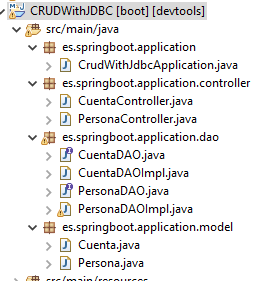 CRUDWithJDBC [boot] [devtools]
src/main/java
es.springboot.application
CrudWithJdbcApplication.java
es.springboot.application.controller
CuentaController.java
PersonaController.java
es.springboot.application.dao
CuentaDAO.java
CuentaDAOImpl.java
PersonaDAO.java
PersonaDAOImpl.java
es.springboot.application.model
Cuenta.java
Persona.java
src/main/resources